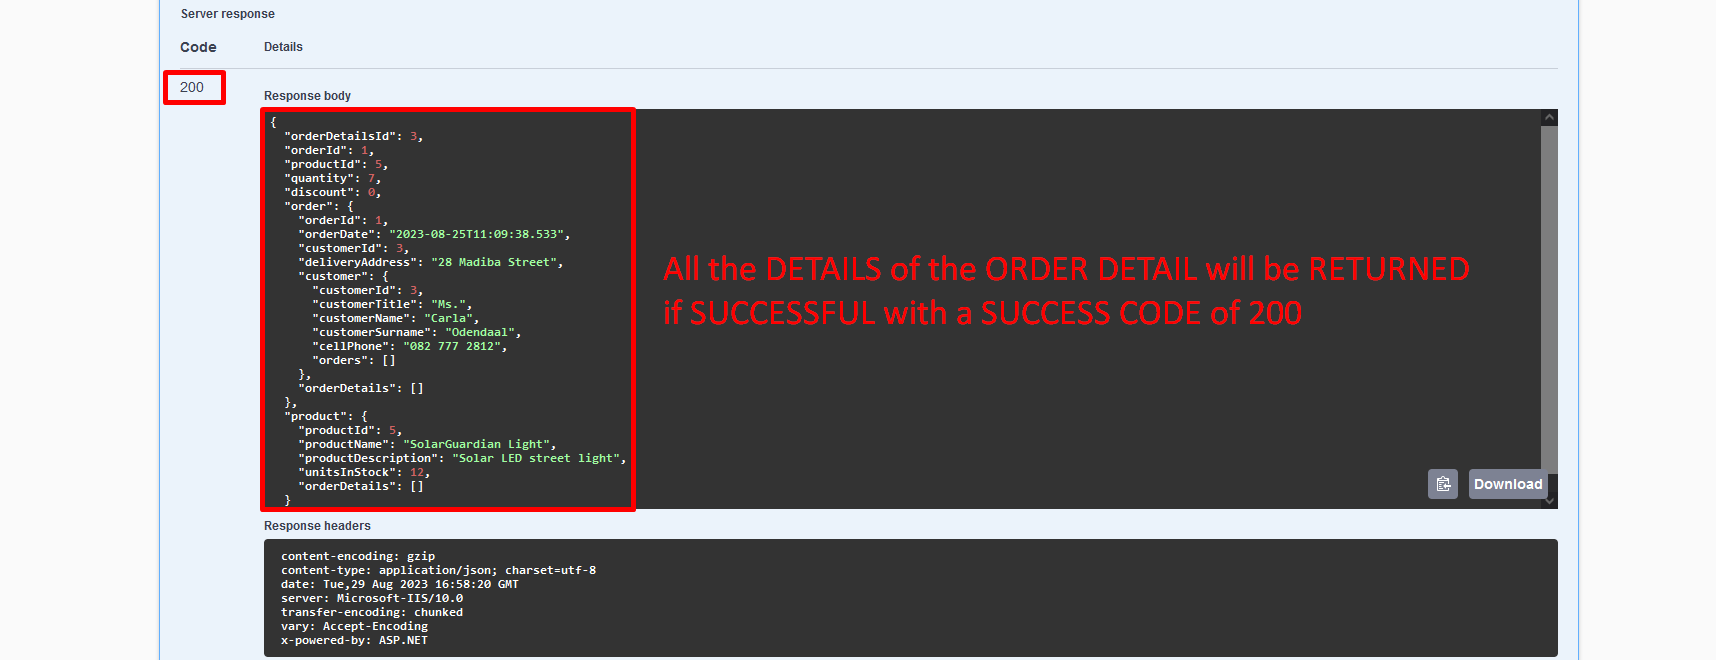 Server response
Code Details
200
Response body
{
  "orderDetailsId": 3,
  "orderId": 1,
  "productId": 5,
  "quantity": 7,
  "discount": 0,
  "order": {
    "orderId": 1,
    "orderDate": "2023-08-25T11:09:38.533",
    "customerId": 3,
    "deliveryAddress": "28 Madiba Street",
    "customer": {
      "customerId": 3,
      "customerTitle": "Ms.",
      "customerName": "Carla",
      "customerSurname": "Odendaal",
      "cellPhone": "082 777 2812",
      "orders": []
    },
    "orderDetails": []
  },
  "product": {
    "productId": 5,
    "productName": "SolarGuardian Light",
    "productDescription": "Solar LED street light",
    "unitsInStock": 12,
    "orderDetails": []
  }
All the DETAILS of the ORDER DETAIL will be RETURNED
if SUCCESSFUL with a SUCCESS CODE of 200
Download
Response headers
content-encoding: gzip
content-type: application/json; charset=utf-8
date: Tue,29 Aug 2023 16:58:20 GMT
server: Microsoft-IIS/10.0
transfer-encoding: chunked
vary: Accept-Encoding
x-powered-by: ASP.NET